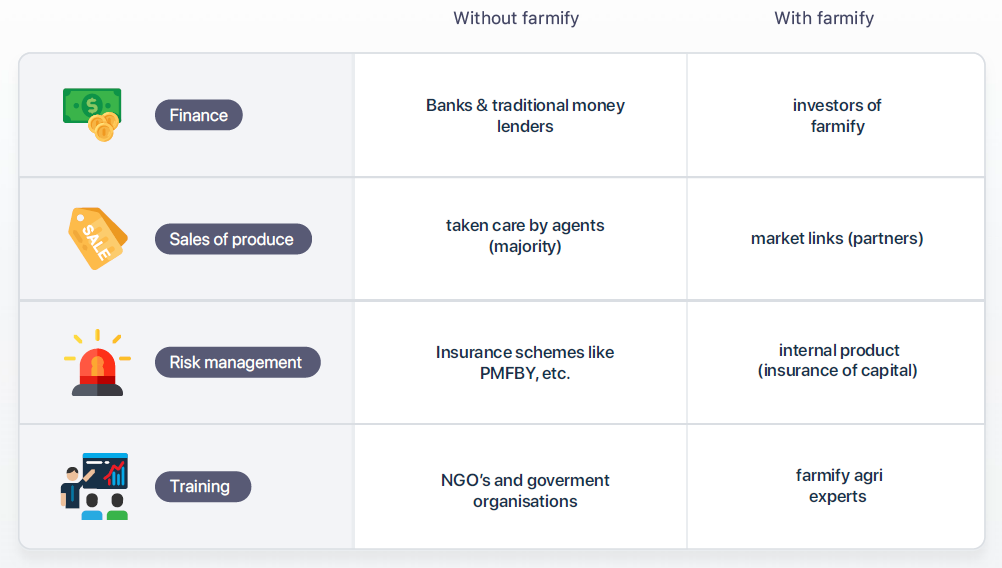 Without farmify
With farmify
Finance
Banks & traditional money
lenders
investors of
farmify
SALE
Sales of produce
taken care by agents
(majority)
market links (partners)
Risk management
Insurance schemes like
PMFBY, etc.
internal product
(insurance of capital)
Training
NGO's and goverment
organisations
farmify agri
experts